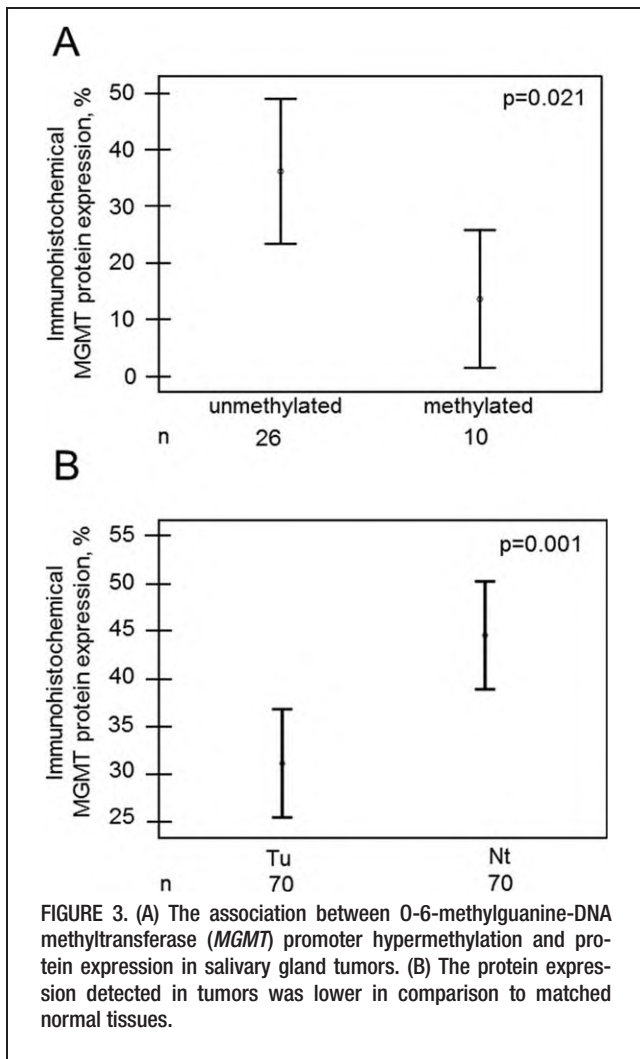 A
Immunohistochemical
MGMT protein expression, %
50
40
30
20
10
0
p=0.021
unmethylated methylated
n 26 10
B
Immunohistochemical
MGMT protein expression, %
55
50
45
40
35
30
25
p=0.001
Tu Nt
n 70 70
FIGURE 3. (A) The association between O-6-methylguanine-DNA
methyltransferase (MGMT) promoter hypermethylation and pro-
tein expression in salivary gland tumors. (B) The protein expres-
sion detected in tumors was lower in comparison to matched
normal tissues.